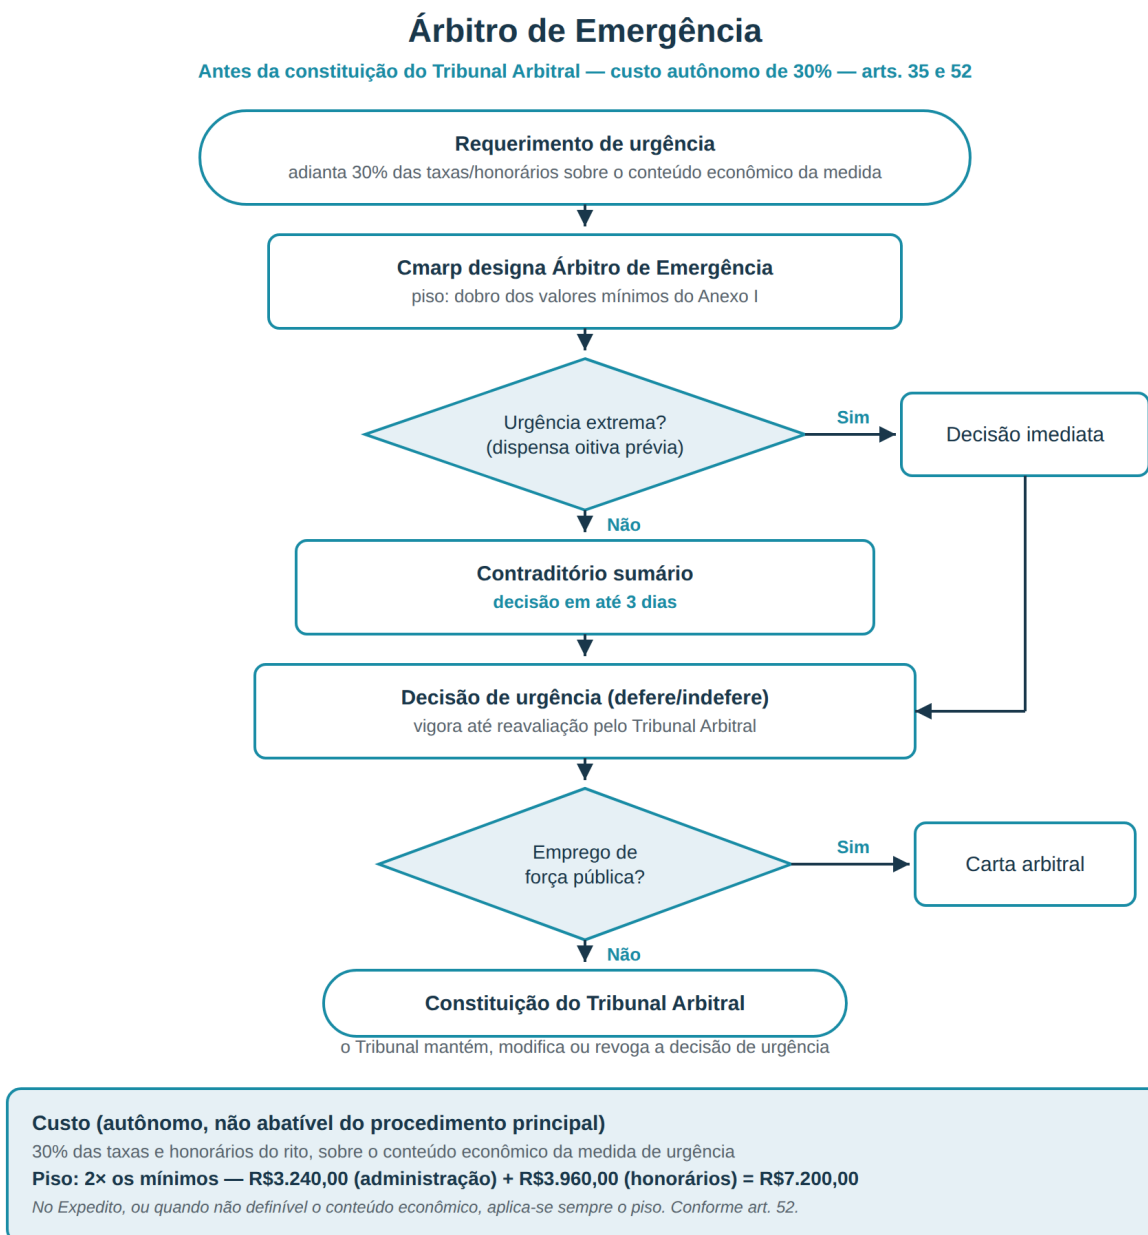 Árbitro de Emergência
Antes da constituição do Tribunal Arbitral — custo autônomo de 30% — arts. 35 e 52
Requerimento de urgência
adianta 30% das taxas/honorários sobre o conteúdo econômico da medida
Cmarp designa Árbitro de Emergência
piso: dobro dos valores mínimos do Anexo I
Urgência extrema?
(dispensa oitiva prévia)
Sim
Decisão imediata
Não
Contraditório sumário
decisão em até 3 dias
Decisão de urgência (defere/indefere)
vigora até reavaliação pelo Tribunal Arbitral
Emprego de
força pública?
Sim
Carta arbitral
Não
Constituição do Tribunal Arbitral
o Tribunal mantém, modifica ou revoga a decisão de urgência
Custo (autônomo, não abatível do procedimento principal)
30% das taxas e honorários do rito, sobre o conteúdo econômico da medida de urgência
Piso: 2× os mínimos — R$3.240,00 (administração) + R$3.960,00 (honorários) = R$7.200,00
No Expedito, ou quando não definível o conteúdo econômico, aplica-se sempre o piso. Conforme art. 52.